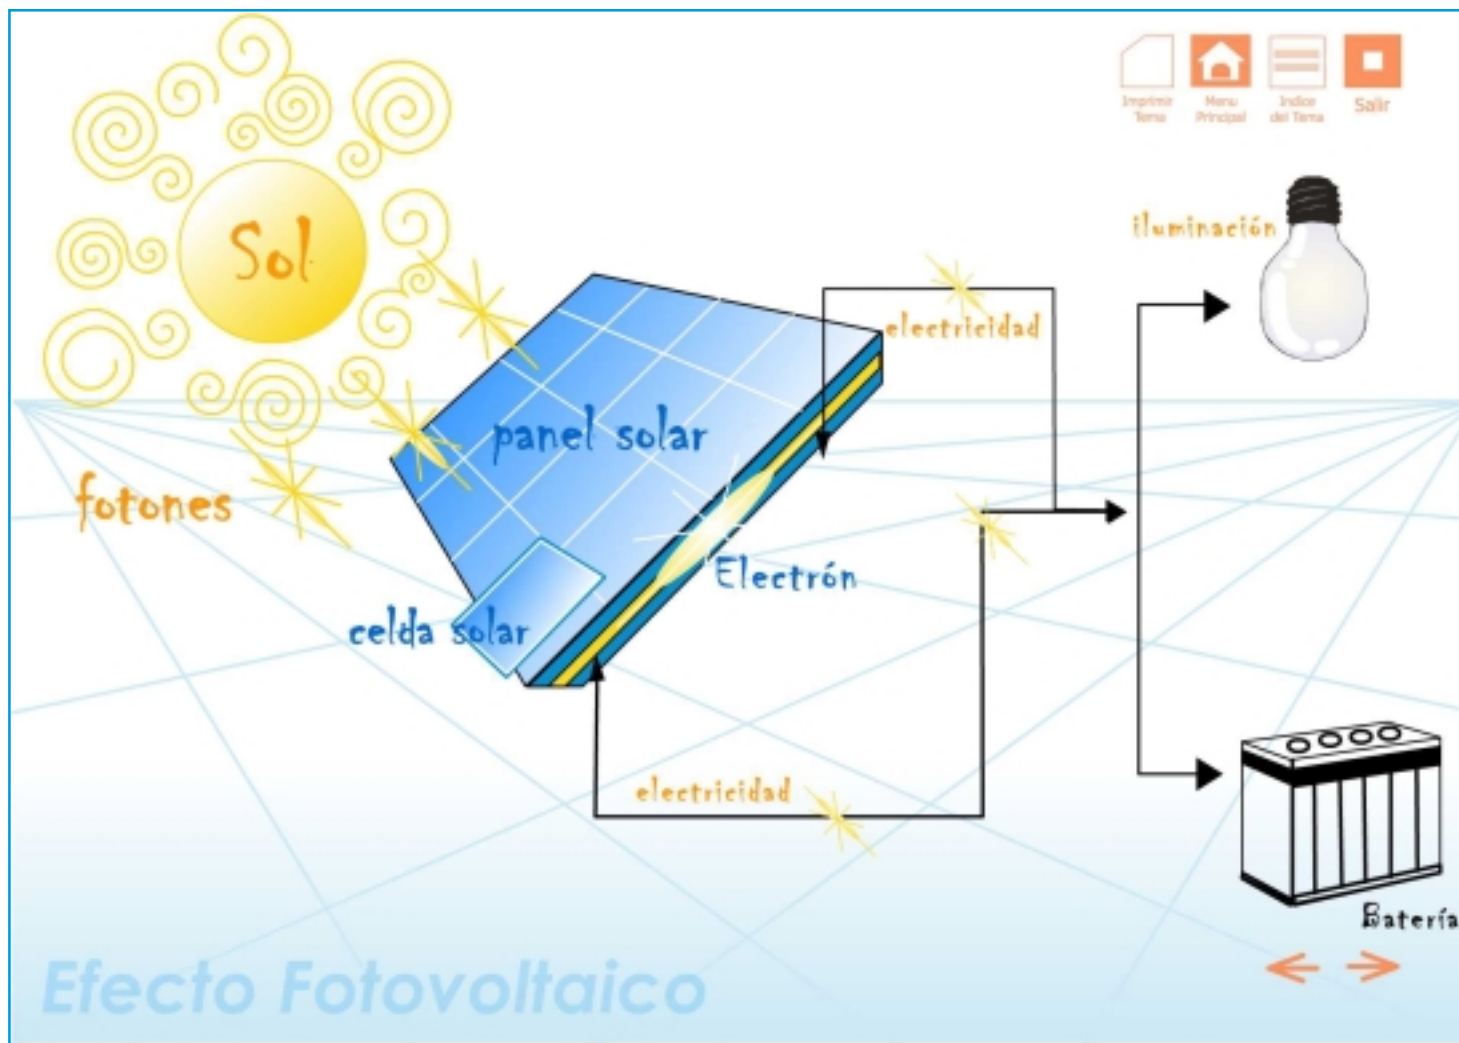 Imprimir
Tema
Menu
Principal
Indice
del Tema
Salir
Sol
iluminación
electricidad
panel solar
fotones
Electrón
celda solar
electricidad
Batería
Efecto Fotovoltaico